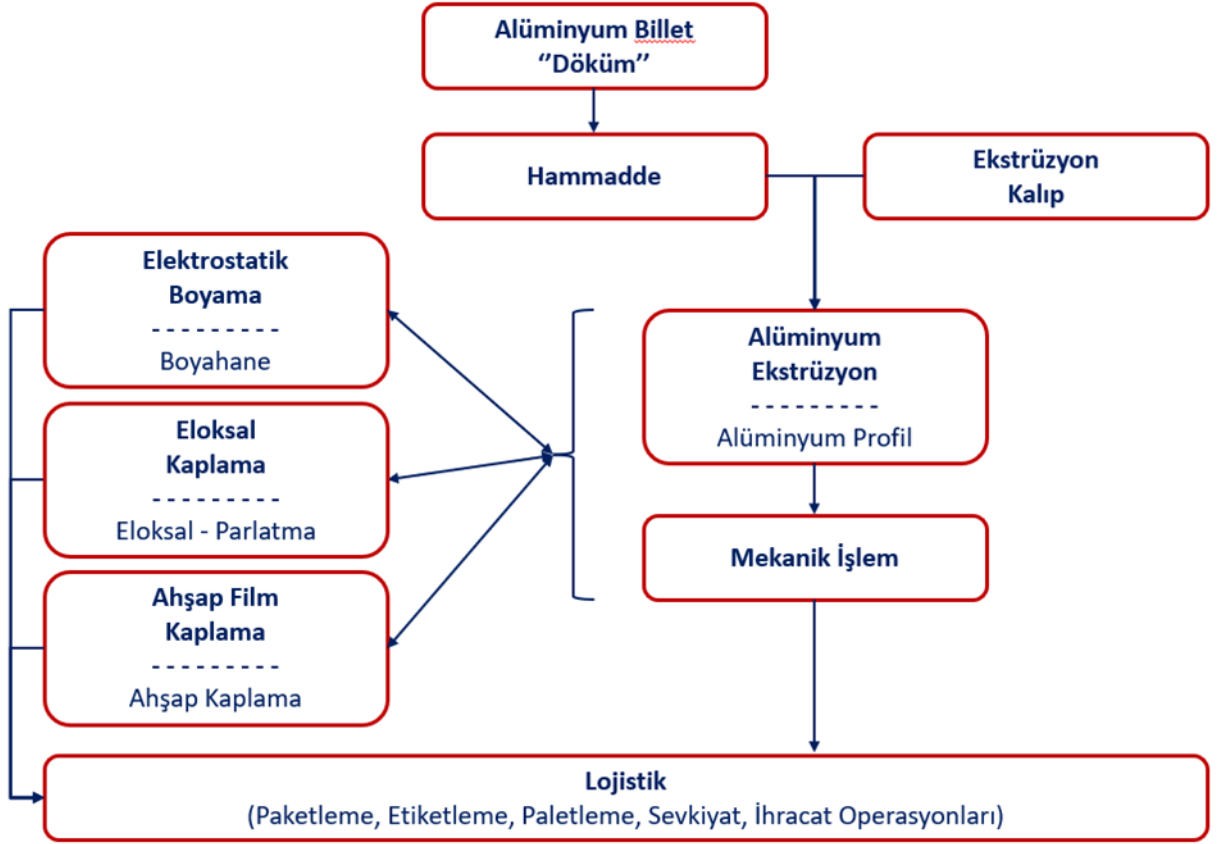 Alüminyum Billet
‘’Döküm’’
Hammadde
Ekstrüzyon
Kalıp
Elektrostatik
Boyama
- - - - - - - - -
Boyahane
Alüminyum
Ekstrüzyon
- - - - - - - - -
Alüminyum Profil
Eloksal
Kaplama
- - - - - - - - -
Eloksal - Parlatma
Mekanik İşlem
Ahşap Film
Kaplama
- - - - - - - - -
Ahşap Kaplama
Lojistik
(Paketleme, Etiketleme, Paletleme, Sevkiyat, İhracat Operasyonları)